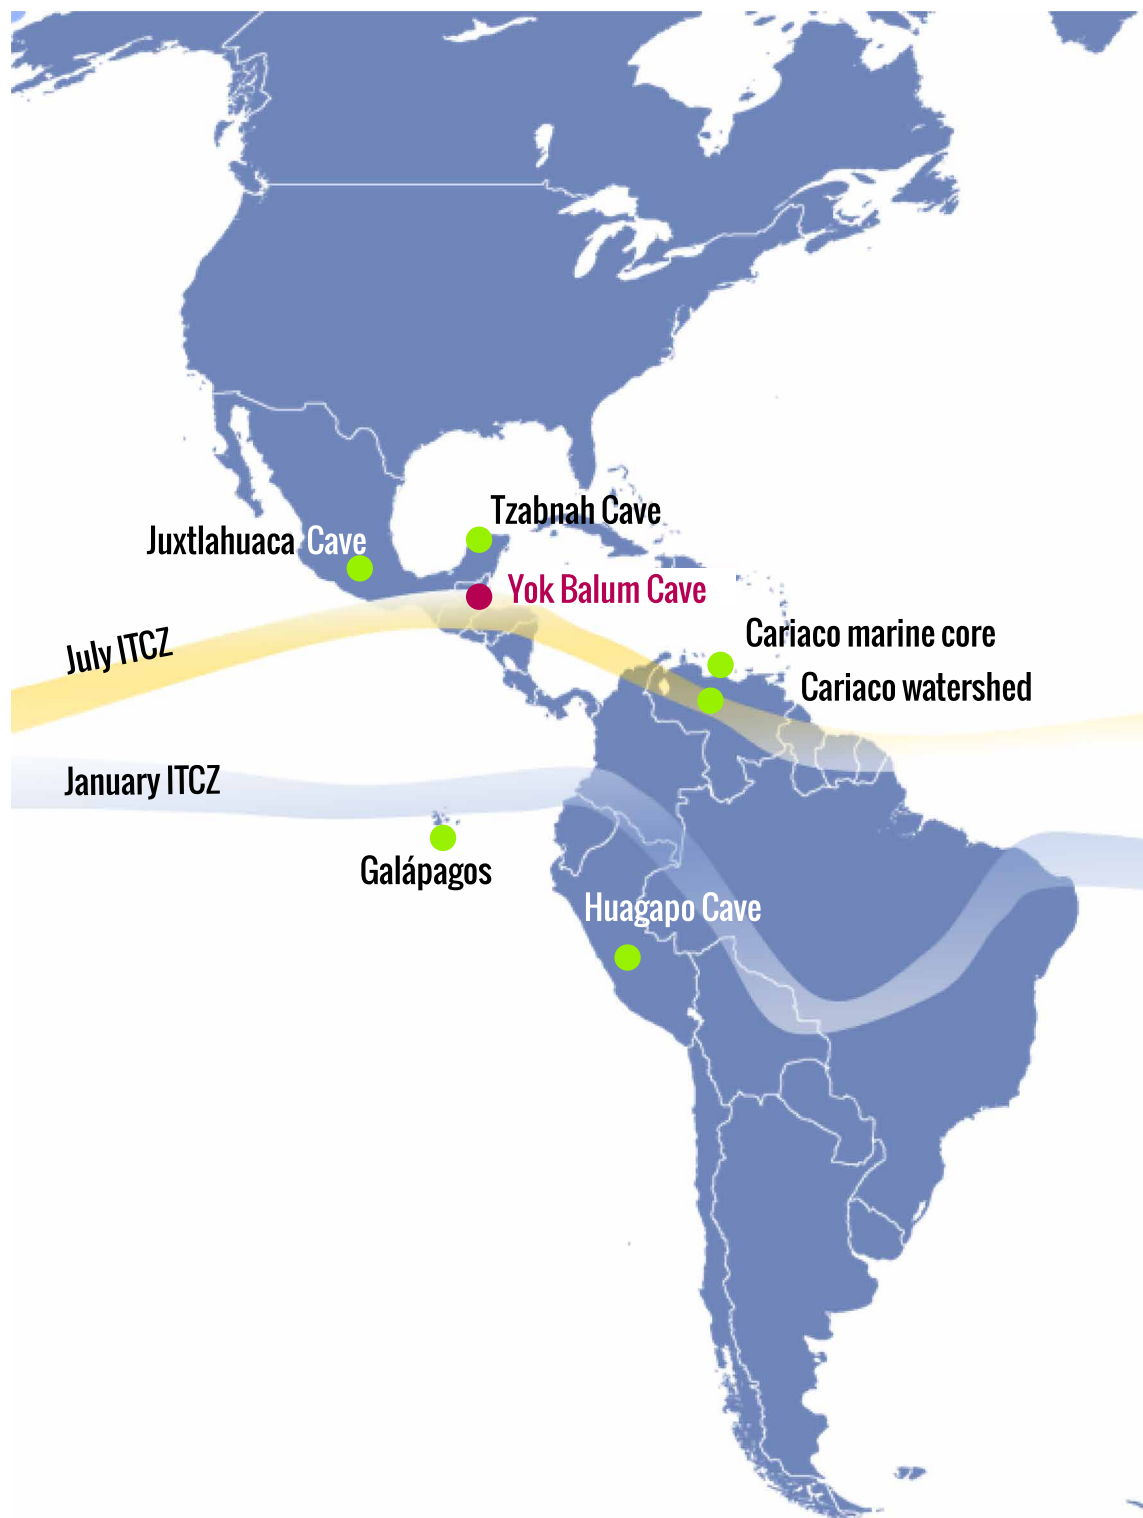 Tzabnah Cave
Juxtlahuaca Cave
Yok Balum Cave
Cariaco marine core
July ITCZ
Cariaco watershed
January ITCZ
Galápagos
Huagapo Cave